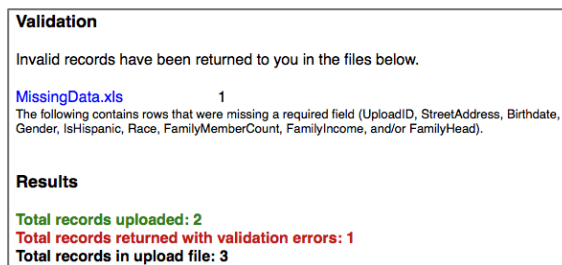 Validation
Invalid records have been returned to you in the files below.
MissingData.xls 1
The following contains rows that were missing a required field (UploadID, StreetAddress, Birthdate,
Gender, IsHispanic, Race, FamilyMemberCount, FamilyIncome, and/or FamilyHead).
Results
Total records uploaded: 2
Total records returned with validation errors: 1
Total records in upload file: 3